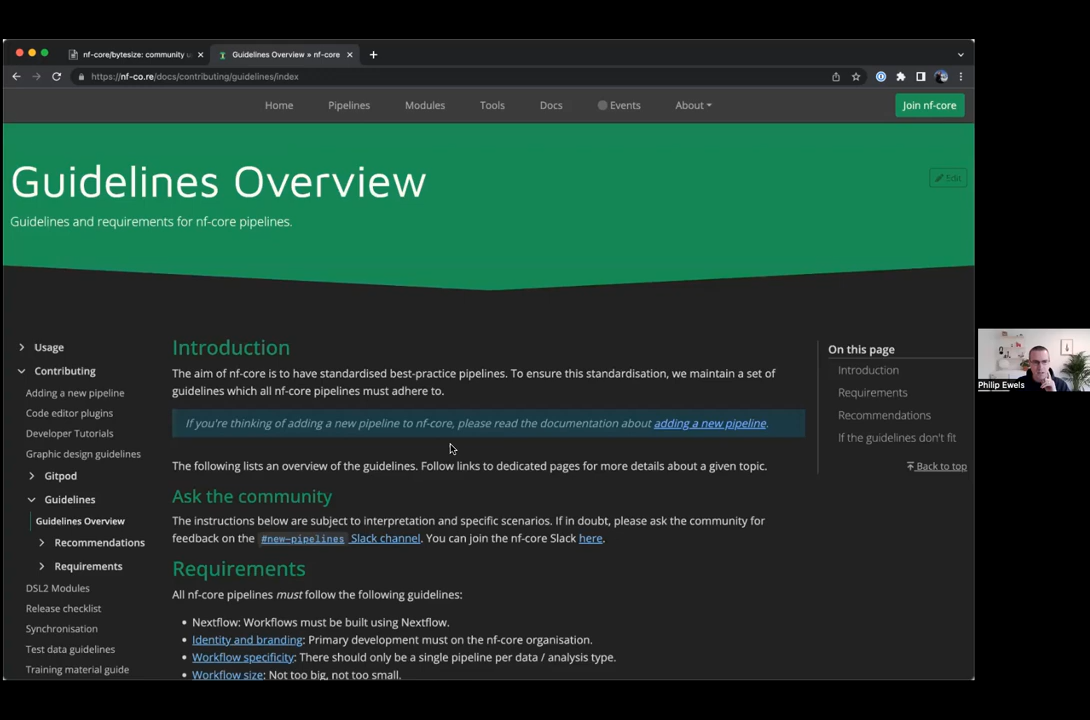 nf-core/bytesize: community u
Guidelines Overview » nf-core
https://nf-co.re/docs/contributing/guidelines/index
Home
Pipelines
Modules
Tools
Docs
Events
About
Join nf-core
Guidelines Overview
Edit
Guidelines and requirements for nf-core pipelines.
Usage
Contributing
Adding a new pipeline
Code editor plugins
Developer Tutorials
Graphic design guidelines
Gitpod
Guidelines
Guidelines Overview
Recommendations
Requirements
DSL2 Modules
Release checklist
Synchronisation
Test data guidelines
Training material guide
Introduction
The aim of nf-core is to have standardised best-practice pipelines. To ensure this standardisation, we maintain a set of
guidelines which all nf-core pipelines must adhere to.
If you're thinking of adding a new pipeline to nf-core, please read the documentation about adding a new pipeline.
The following lists an overview of the guidelines. Follow links to dedicated pages for more details about a given topic.
Ask the community
The instructions below are subject to interpretation and specific scenarios. If in doubt, please ask the community for
feedback on the #new-pipelines Slack channel. You can join the nf-core Slack here.
Requirements
All nf-core pipelines must follow the following guidelines:
• Nextflow: Workflows must be built using Nextflow.
• Identity and branding: Primary development must on the nf-core organisation.
• Workflow specificity: There should only be a single pipeline per data / analysis type.
• Workflow size: Not too big, not too small.
On this page
Introduction
Requirements
Recommendations
If the guidelines don't fit
Back to top
Philip Ewels